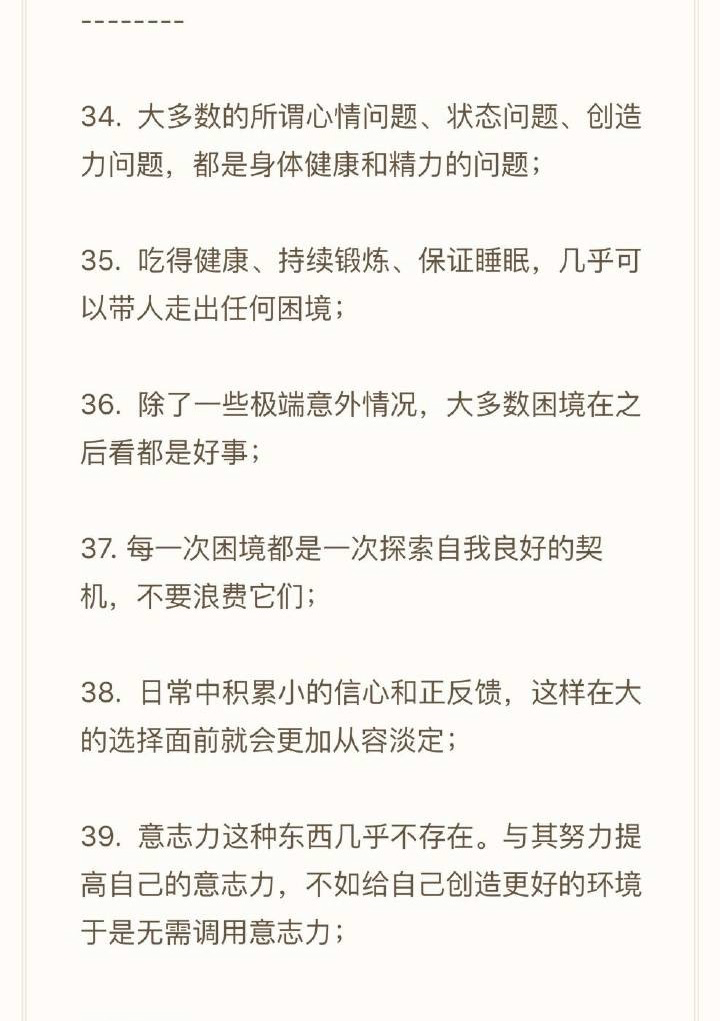 --------
34. 大多数的所谓心情问题、状态问题、创造
力问题，都是身体健康和精力的问题；
35. 吃得健康、持续锻炼、保证睡眠，几乎可
以带人走出任何困境；
36. 除了一些极端意外情况，大多数困境在之
后看都是好事；
37. 每一次困境都是一次探索自我良好的契
机，不要浪费它们；
38. 日常中积累小的信心和正反馈，这样在大
的选择面前就会更加从容淡定；
39. 意志力这种东西几乎不存在。与其努力提
高自己的意志力，不如给自己创造更好的环境
于是无需调用意志力；